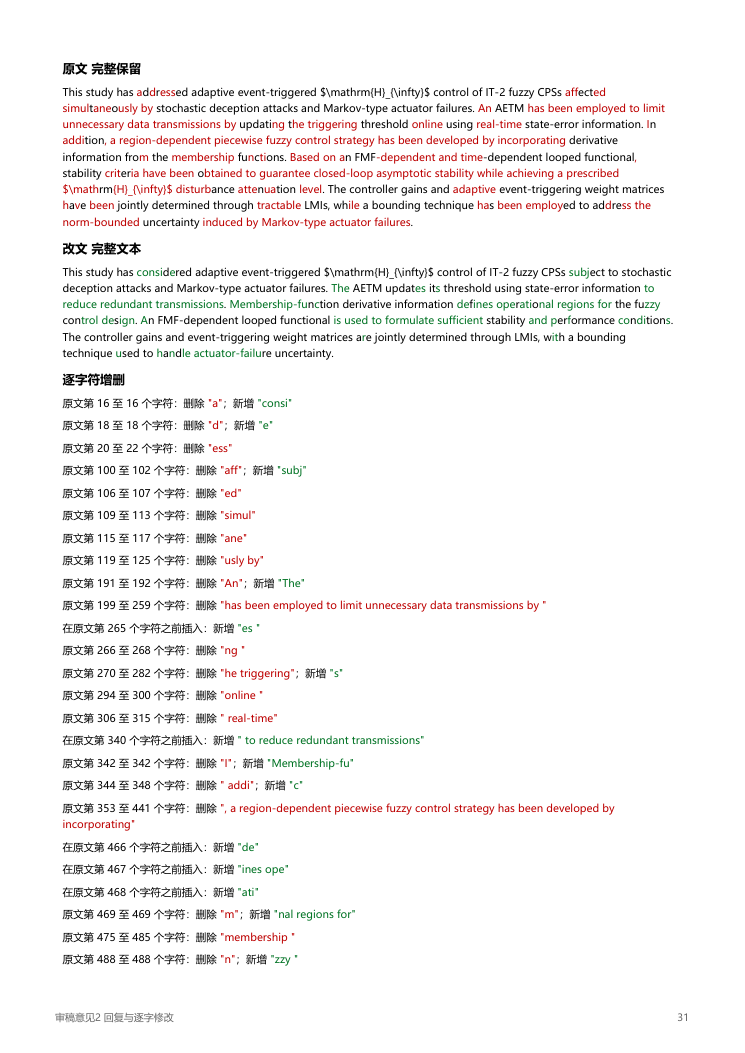 原文 完整保留
This study has addressed adaptive event-triggered $\mathrm{H}_{\infty}$ control of IT-2 fuzzy CPSs affected
simultaneously by stochastic deception attacks and Markov-type actuator failures. An AETM has been employed to limit
unnecessary data transmissions by updating the triggering threshold online using real-time state-error information. In
addition, a region-dependent piecewise fuzzy control strategy has been developed by incorporating derivative
information from the membership functions. Based on an FMF-dependent and time-dependent looped functional,
stability criteria have been obtained to guarantee closed-loop asymptotic stability while achieving a prescribed
$\mathrm{H}_{\infty}$ disturbance attenuation level. The controller gains and adaptive event-triggering weight matrices
have been jointly determined through tractable LMIs, while a bounding technique has been employed to address the
norm-bounded uncertainty induced by Markov-type actuator failures.
改文 完整文本
This study has considered adaptive event-triggered $\mathrm{H}_{\infty}$ control of IT-2 fuzzy CPSs subject to stochastic
deception attacks and Markov-type actuator failures. The AETM updates its threshold using state-error information to
reduce redundant transmissions. Membership-function derivative information defines operational regions for the fuzzy
control design. An FMF-dependent looped functional is used to formulate sufficient stability and performance conditions.
The controller gains and event-triggering weight matrices are jointly determined through LMIs, with a bounding
technique used to handle actuator-failure uncertainty.
逐字符增删
原文第 16 至 16 个字符：删除 "a"；新增 "consi"
原文第 18 至 18 个字符：删除 "d"；新增 "e"
原文第 20 至 22 个字符：删除 "ess"
原文第 100 至 102 个字符：删除 "aff"；新增 "subj"
原文第 106 至 107 个字符：删除 "ed"
原文第 109 至 113 个字符：删除 "simul"
原文第 115 至 117 个字符：删除 "ane"
原文第 119 至 125 个字符：删除 "usly by"
原文第 191 至 192 个字符：删除 "An"；新增 "The"
原文第 199 至 259 个字符：删除 "has been employed to limit unnecessary data transmissions by "
在原文第 265 个字符之前插入：新增 "es "
原文第 266 至 268 个字符：删除 "ng "
原文第 270 至 282 个字符：删除 "he triggering"；新增 "s"
原文第 294 至 300 个字符：删除 "online "
原文第 306 至 315 个字符：删除 " real-time"
在原文第 340 个字符之前插入：新增 " to reduce redundant transmissions"
原文第 342 至 342 个字符：删除 "I"；新增 "Membership-fu"
原文第 344 至 348 个字符：删除 " addi"；新增 "c"
原文第 353 至 441 个字符：删除 ", a region-dependent piecewise fuzzy control strategy has been developed by
incorporating"
在原文第 466 个字符之前插入：新增 "de"
在原文第 467 个字符之前插入：新增 "ines ope"
在原文第 468 个字符之前插入：新增 "ati"
原文第 469 至 469 个字符：删除 "m"；新增 "nal regions for"
原文第 475 至 485 个字符：删除 "membership "
原文第 488 至 488 个字符：删除 "n"；新增 "zzy "
审稿意见2 回复与逐字修改
31